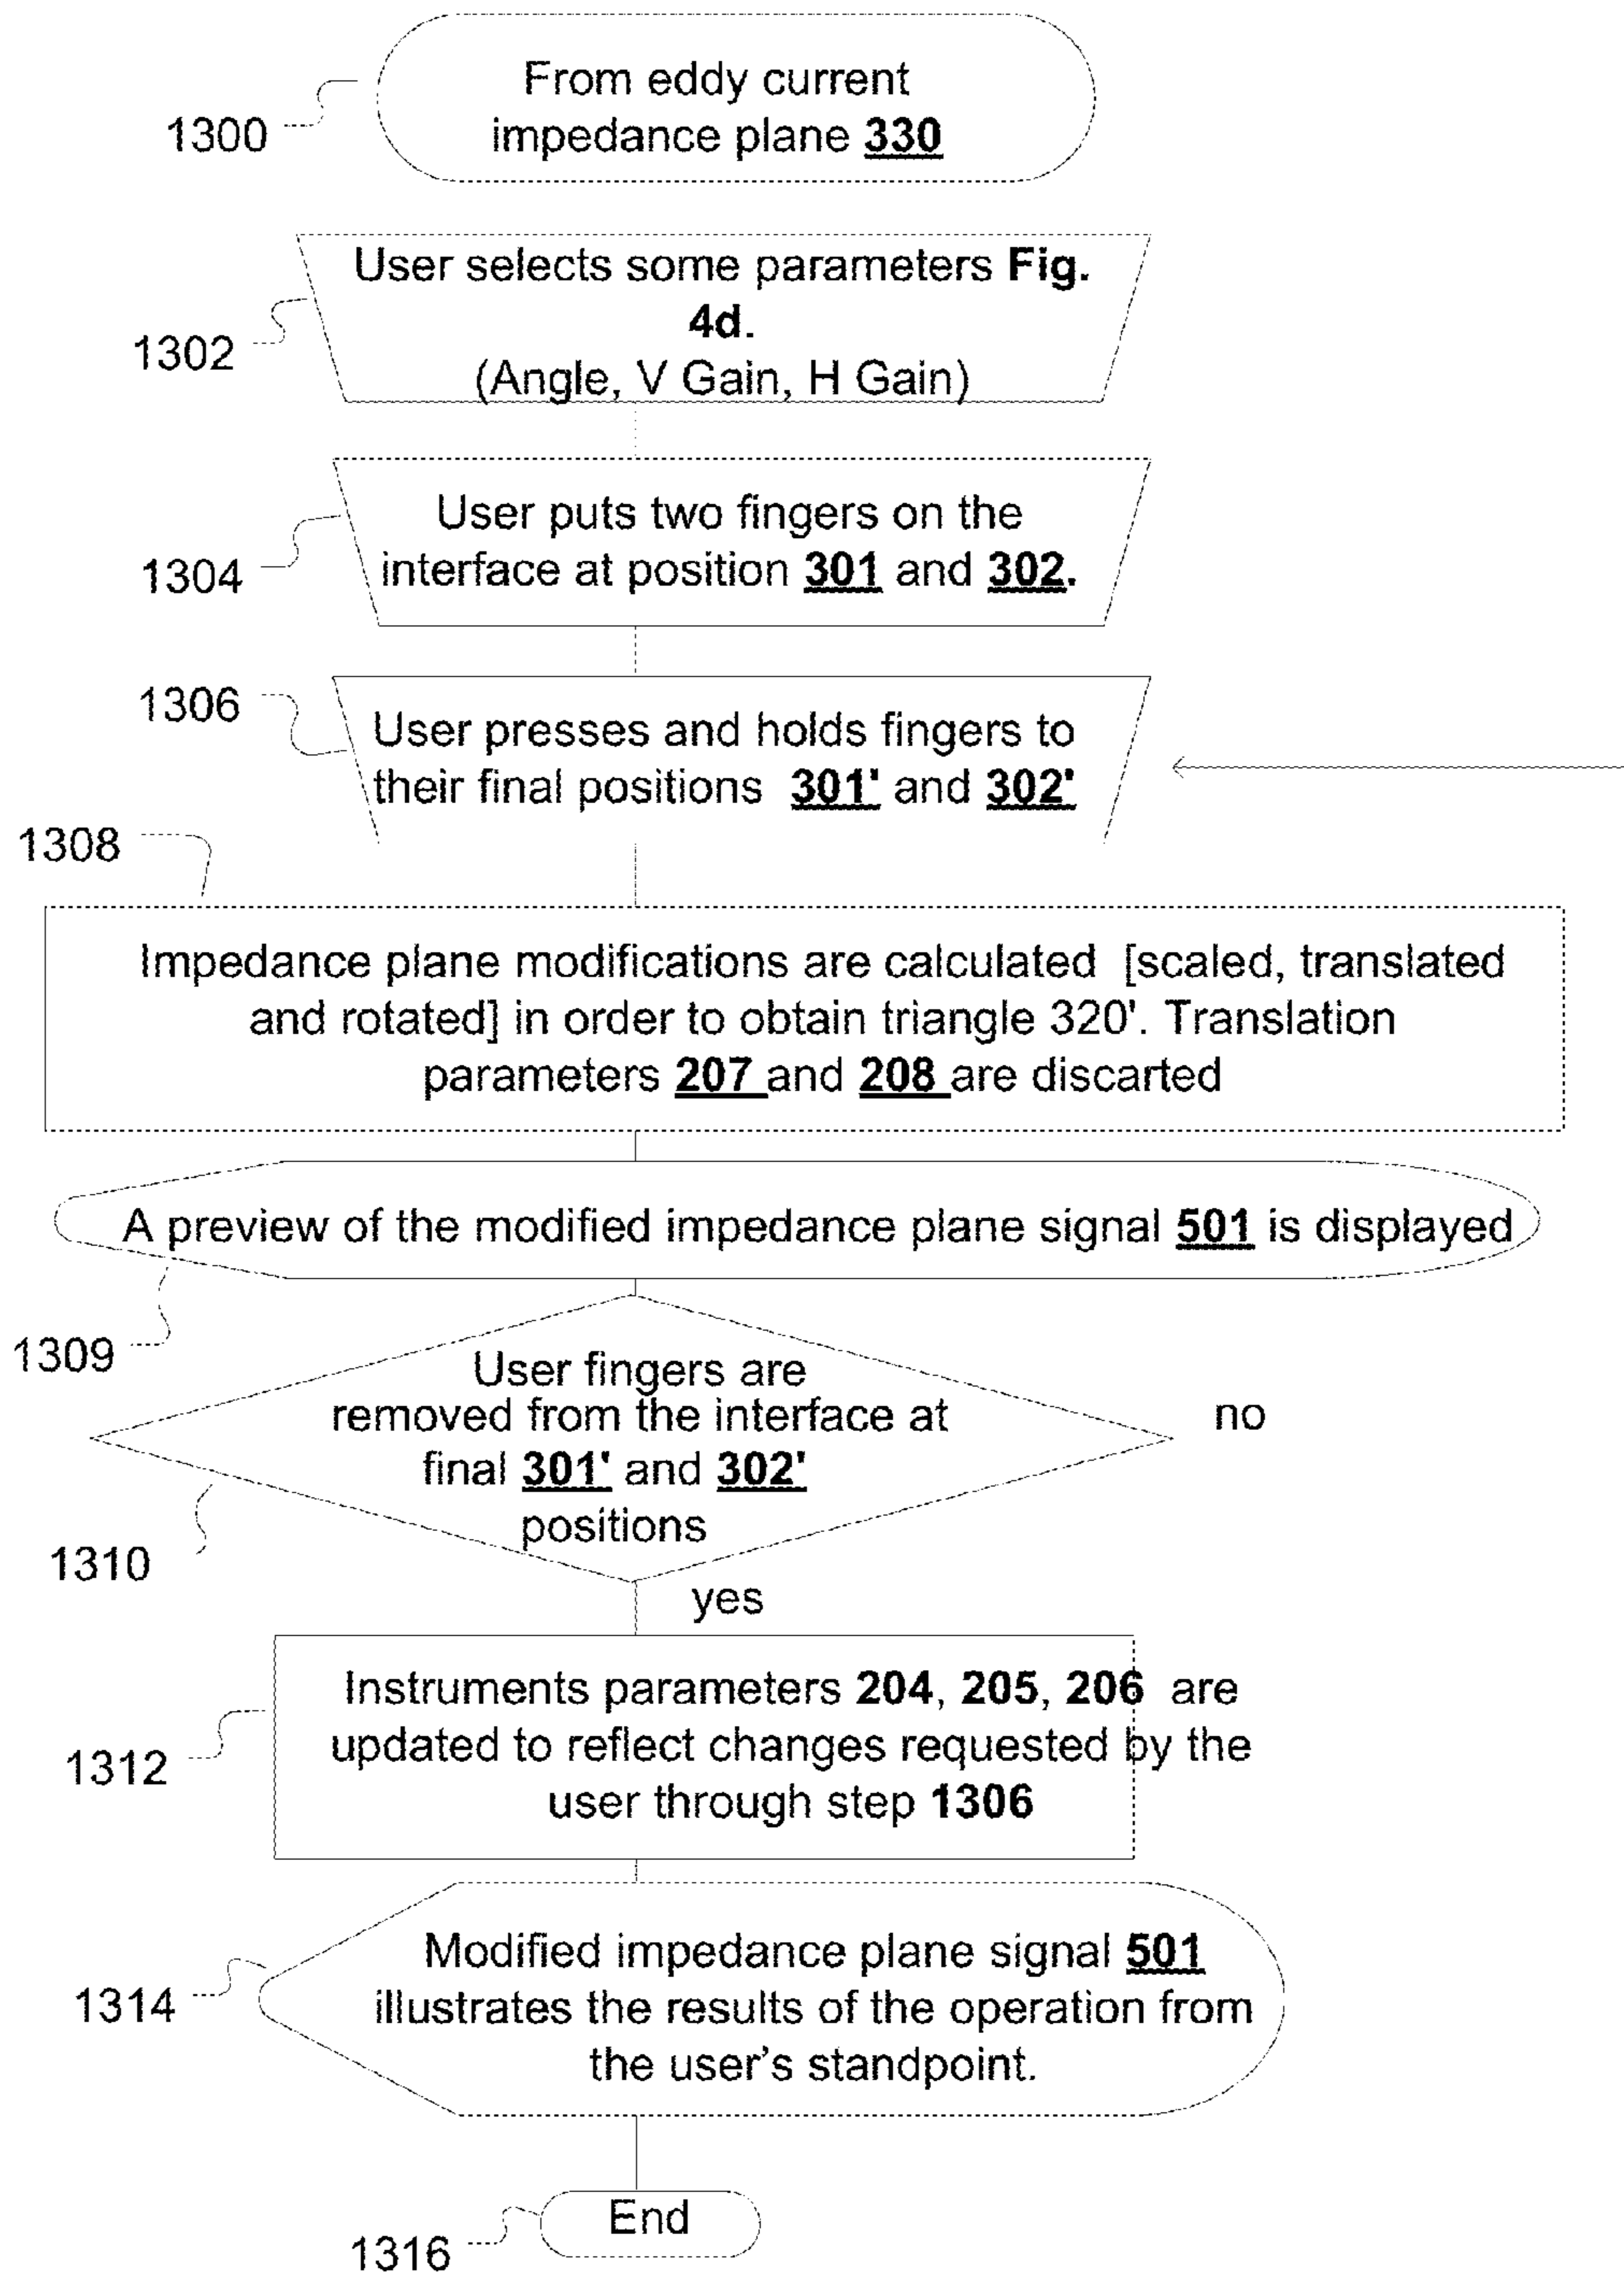 From eddy current
impedance plane 330
1300
User selects some parameters Fig.
4d.
(Angle, V Gain, H Gain)
1302
User puts two fingers on the
interface at position 301 and 302.
1304
1306
User presses and holds fingers to
their final positions 301' and 302'
1308
Impedance plane modifications are calculated [scaled, translated
and rotated] in order to obtain triangle 320'. Translation
parameters 207 and 208 are discarted
A preview of the modified impedance plane signal 501 is displayed
1309
User fingers are
removed from the interface at
final 301' and 302'
positions
no
1310
yes
Instruments parameters 204, 205, 206 are
updated to reflect changes requested by the
user through step 1306
1312
Modified impedance plane signal 501
illustrates the results of the operation from
the user's standpoint.
1314
End
1316